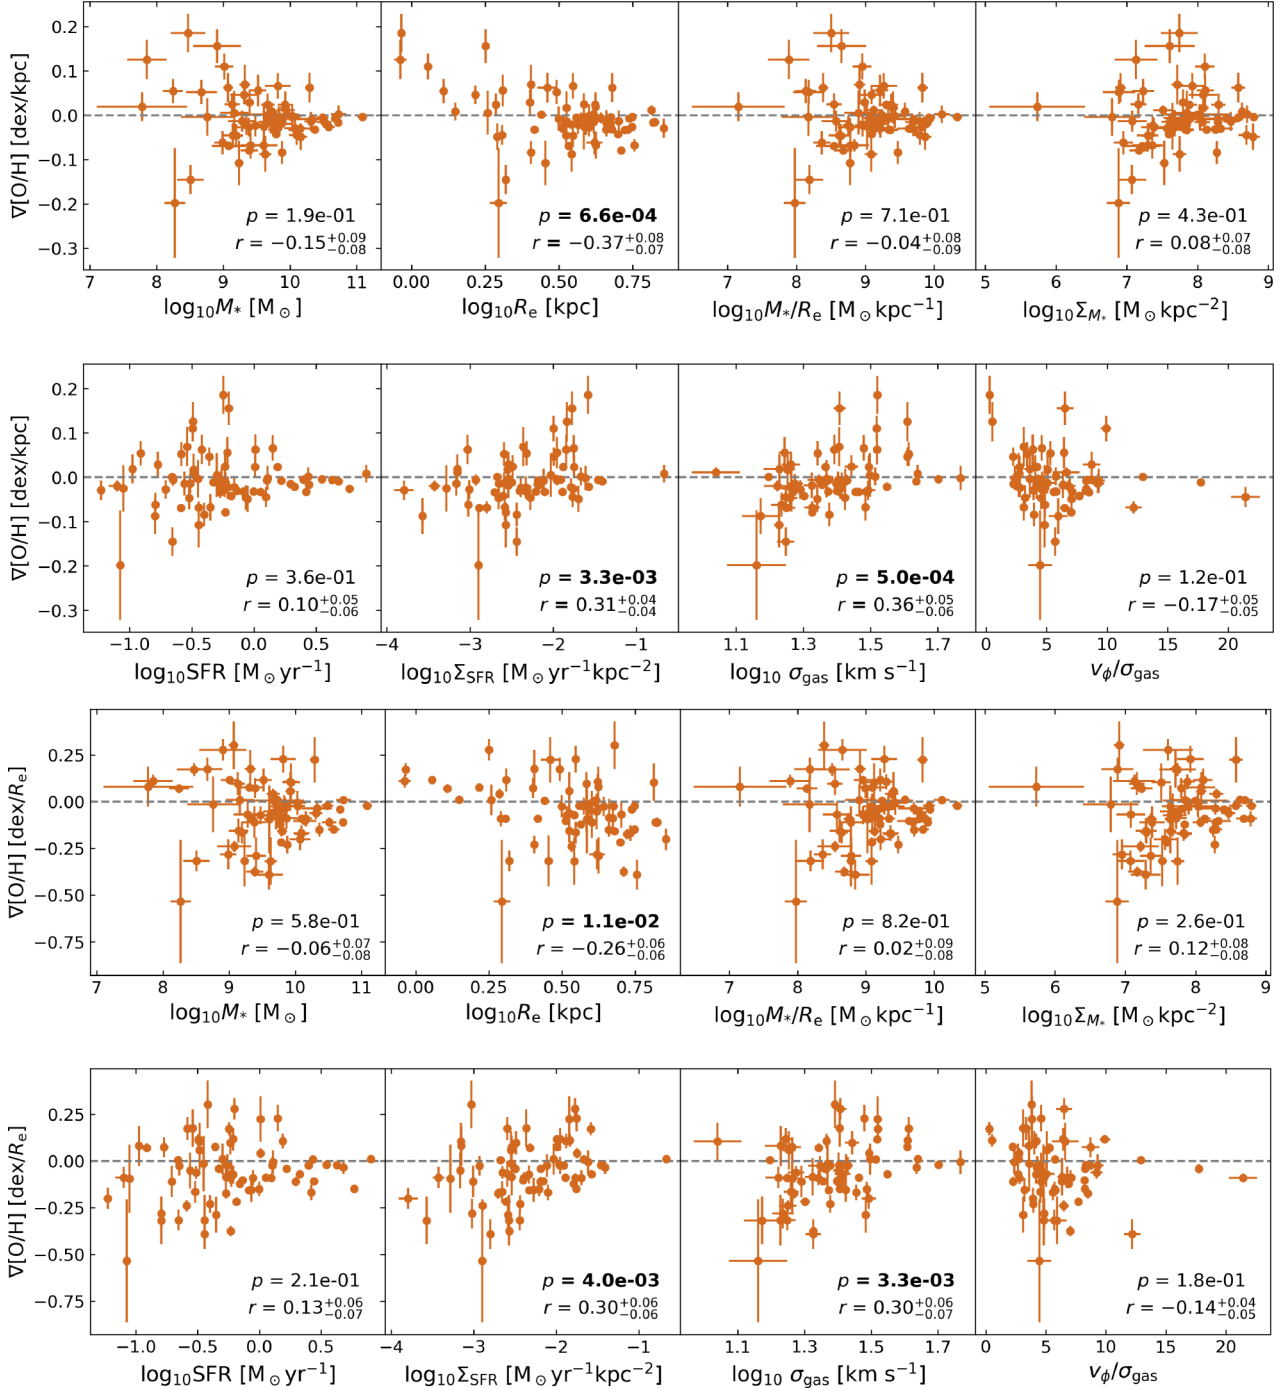 ∇[O/H] [dex/kpc]
0.2
0.1
0.0
−0.1
−0.2
−0.3
p = 1.9e-01
r = −0.15 +0.09 −0.08
p = 6.6e-04
r = −0.37 +0.08 −0.07
p = 7.1e-01
r = −0.04 +0.08 −0.09
p = 4.3e-01
r = 0.08 +0.07 −0.08
7 8 9 10 11
0.00 0.25 0.50 0.75
7 8 9 10
5 6 7 8 9
log10M* [M⊙]
log10Re [kpc]
log10M*/Re [M⊙kpc−1]
log10ΣM* [M⊙kpc−2]
∇[O/H] [dex/kpc]
0.2
0.1
0.0
−0.1
−0.2
−0.3
p = 3.6e-01
r = 0.10 +0.05 −0.06
p = 3.3e-03
r = 0.31 +0.04 −0.04
p = 5.0e-04
r = 0.36 +0.05 −0.06
p = 1.2e-01
r = −0.17 +0.05 −0.05
−1.0 −0.5 0.0 0.5
−4 −3 −2 −1
1.1 1.3 1.5 1.7
0 5 10 15 20
log10SFR [M⊙yr−1]
log10ΣSFR [M⊙yr−1kpc−2]
log10 σgas [km s−1]
vϕ/σgas
∇[O/H] [dex/Re]
0.25
0.00
−0.25
−0.50
−0.75
p = 5.8e-01
r = −0.06 +0.07 −0.08
p = 1.1e-02
r = −0.26 +0.06 −0.06
p = 8.2e-01
r = 0.02 +0.09 −0.08
p = 2.6e-01
r = 0.12 +0.08 −0.08
7 8 9 10 11
0.00 0.25 0.50 0.75
7 8 9 10
5 6 7 8 9
log10M* [M⊙]
log10Re [kpc]
log10M*/Re [M⊙kpc−1]
log10ΣM* [M⊙kpc−2]
∇[O/H] [dex/Re]
0.25
0.00
−0.25
−0.50
−0.75
p = 2.1e-01
r = 0.13 +0.06 −0.07
p = 4.0e-03
r = 0.30 +0.06 −0.06
p = 3.3e-03
r = 0.30 +0.06 −0.07
p = 1.8e-01
r = −0.14 +0.04 −0.05
−1.0 −0.5 0.0 0.5
−4 −3 −2 −1
1.1 1.3 1.5 1.7
0 5 10 15 20
log10SFR [M⊙yr−1]
log10ΣSFR [M⊙yr−1kpc−2]
log10 σgas [km s−1]
vϕ/σgas